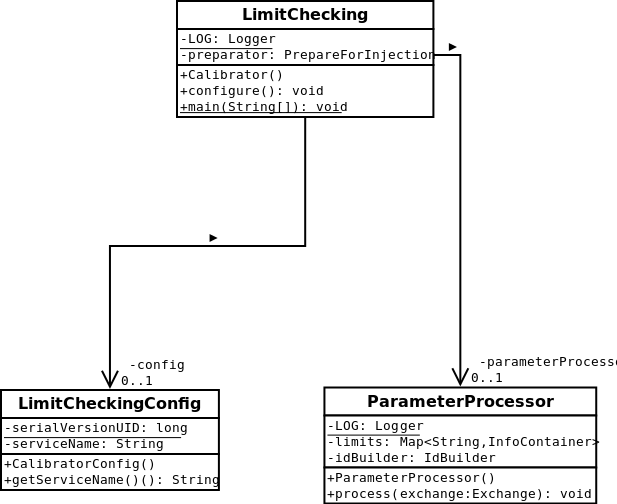 LimitChecking
-LOG: Logger
-preparator: PrepareForInjection
+Calibrator()
+configure(): void
+main(String[]): void
-config
0..1
-parameterProcesso
0..1
LimitCheckingConfig
-serialVersionUID: long
-serviceName: String
+CalibratorConfig()
+getServiceName()(): String
ParameterProcessor
-LOG: Logger
-limits: Map<String,InfoContainer>
-idBuilder: IdBuilder
+ParameterProcessor()
+process(exchange:Exchange): void